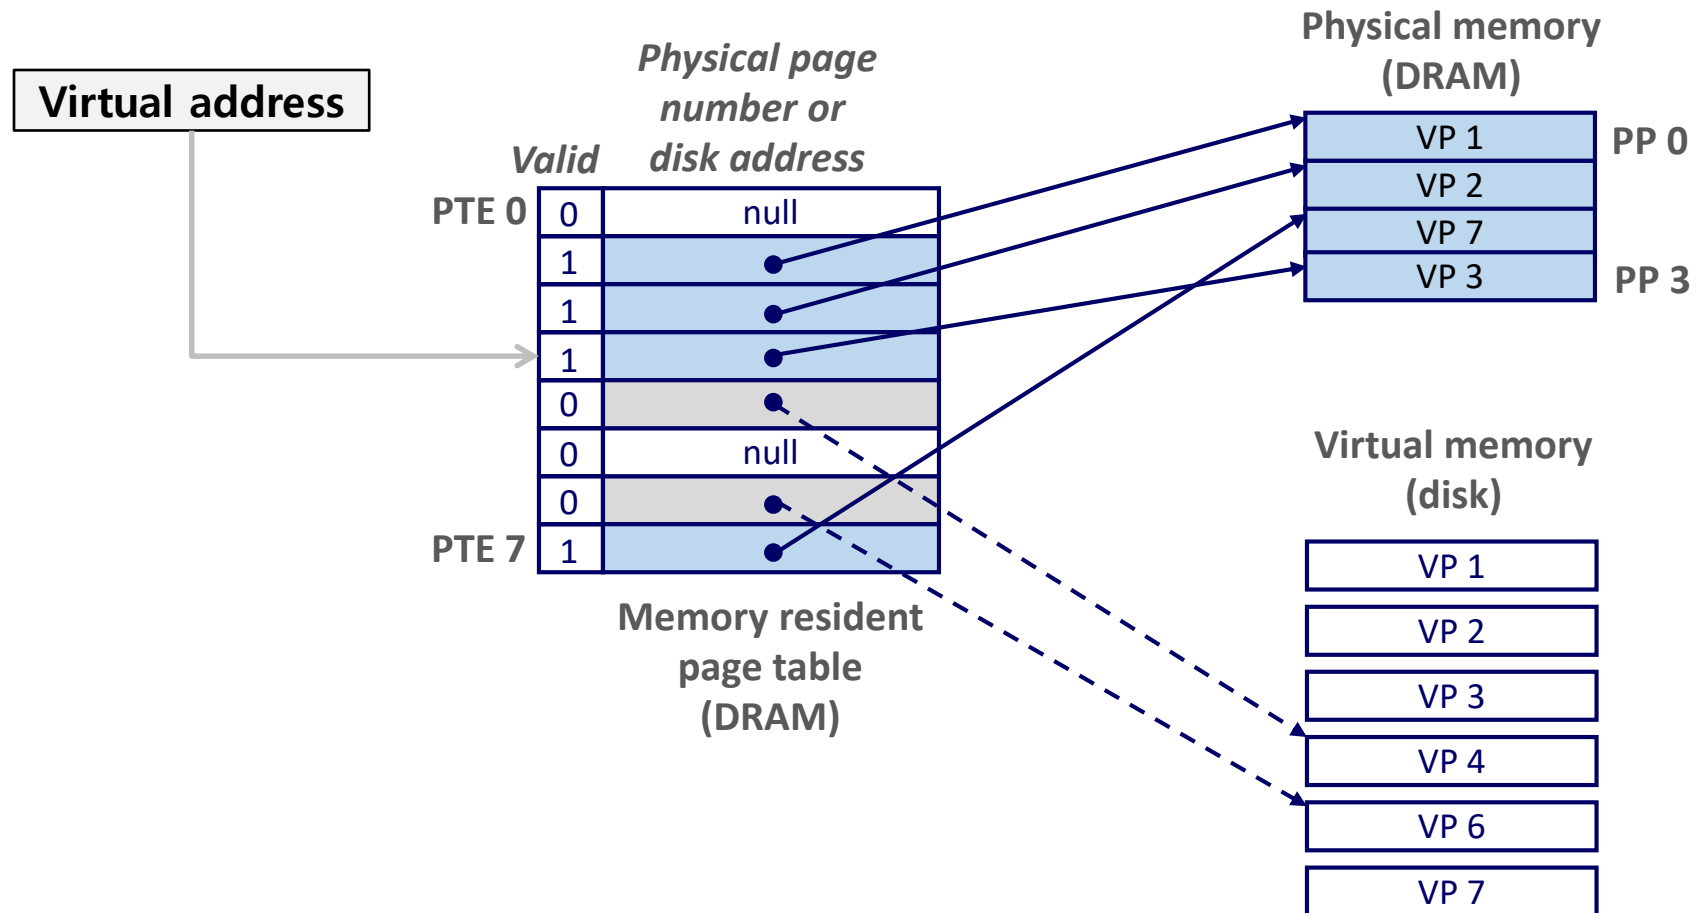 Virtual address
Physical page
number or
disk address
Valid
PTE 0
0 null
1
1
1
0
0 null
0
PTE 7 1
Memory resident
page table
(DRAM)
Physical memory
(DRAM)
VP 1 PP 0
VP 2
VP 7
VP 3 PP 3
Virtual memory
(disk)
VP 1
VP 2
VP 3
VP 4
VP 6
VP 7